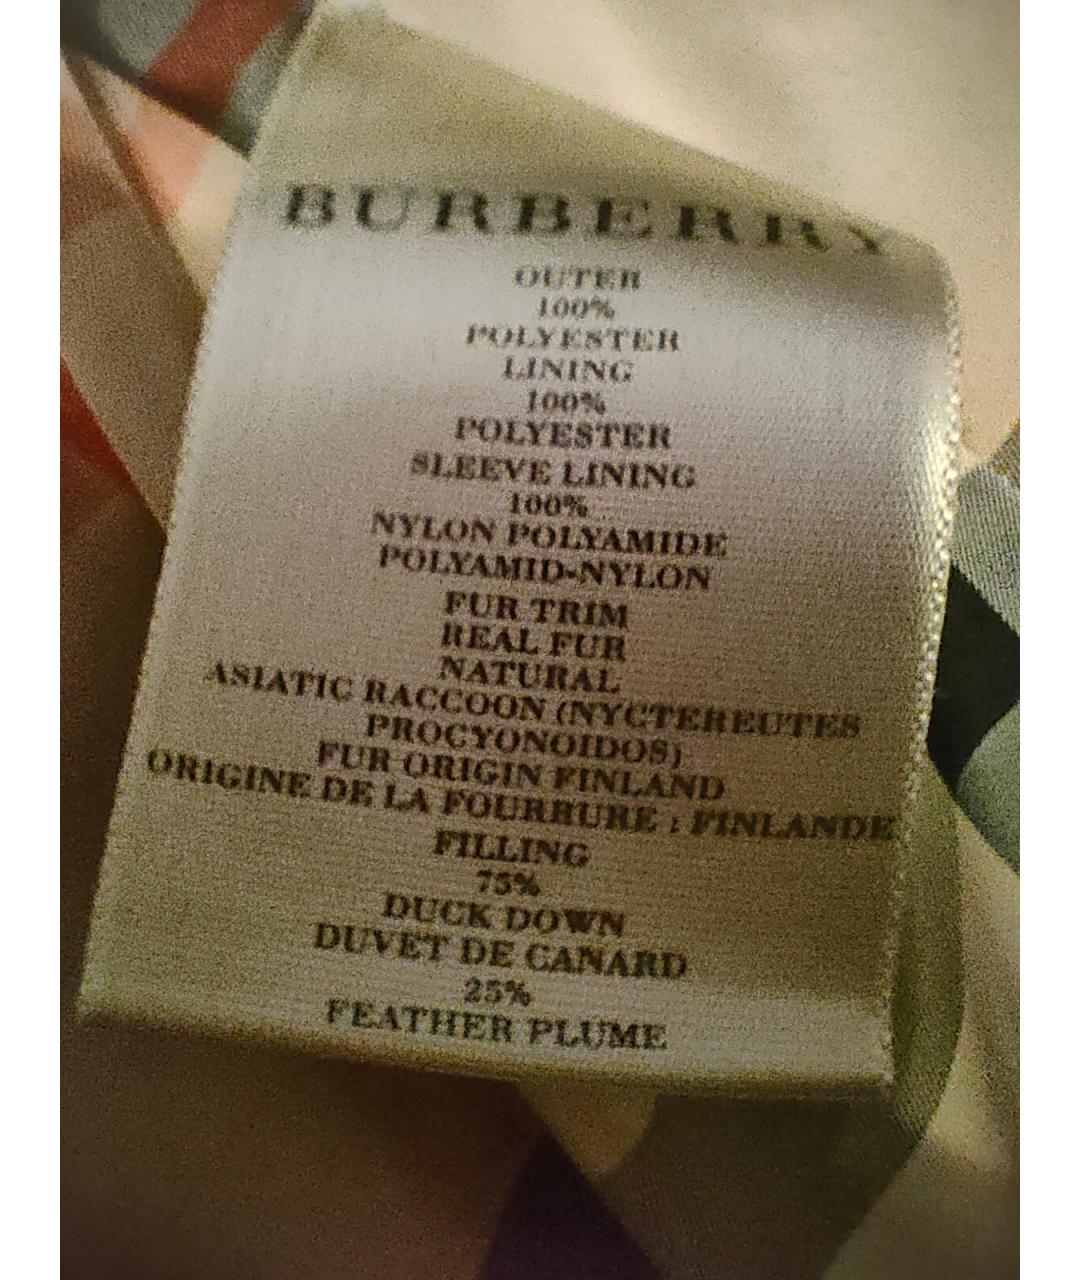 BURBERRY
OUTER
100%
POLYESTER
LINING
100%
POLYESTER
SLEEVE LINING
100%
NYLON POLYAMIDE
POLYAMID-NYLON
FUR TRIM
REAL FUR
NATURAL
ASIATIC RACCOON (NYCTEREUTES
PROCYONOIDOS)
FUR ORIGIN FINLAND
ORIGINE DE LA FOURRURE : FINLANDE
FILLING
75%
DUCK DOWN
DUVET DE CANARD
25%
FEATHER PLUME